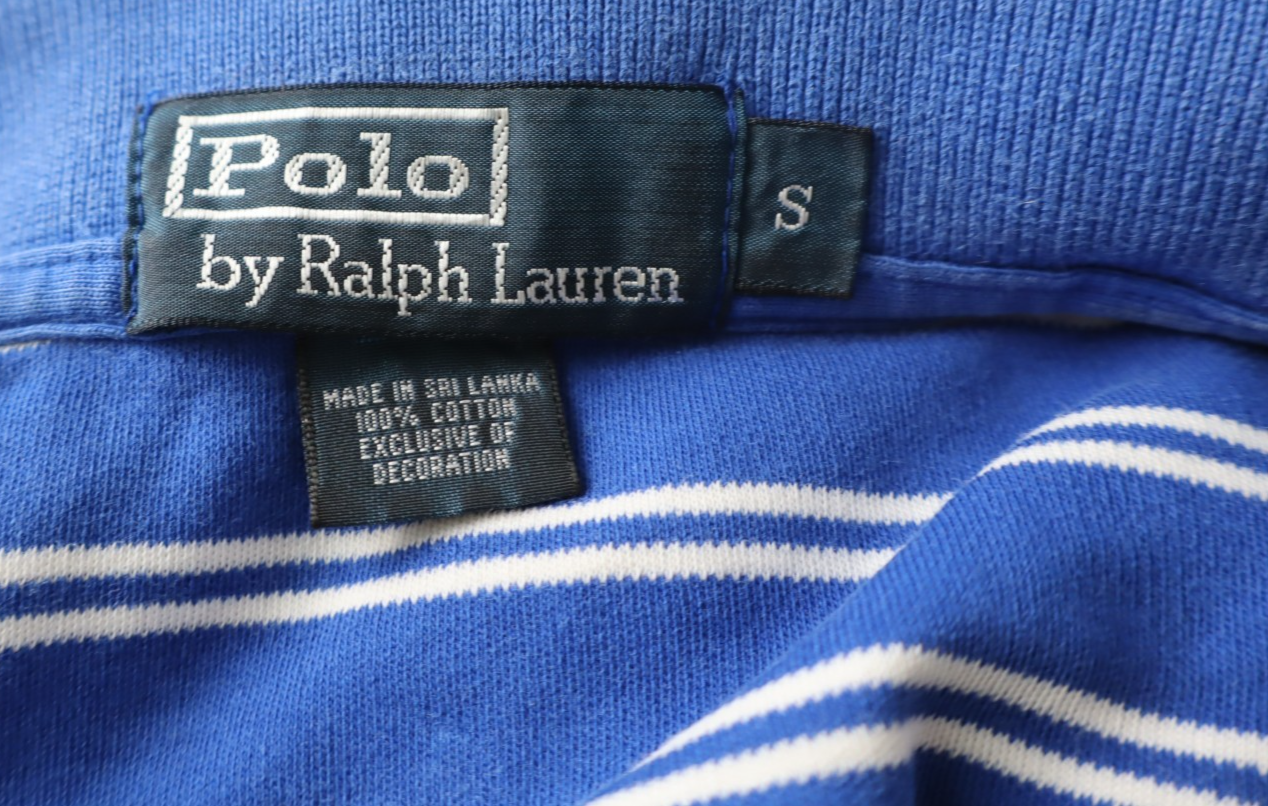 Polo
by Ralph Lauren
S
MADE IN SRI LANKA
100% COTTON
EXCLUSIVE OF
DECORATION